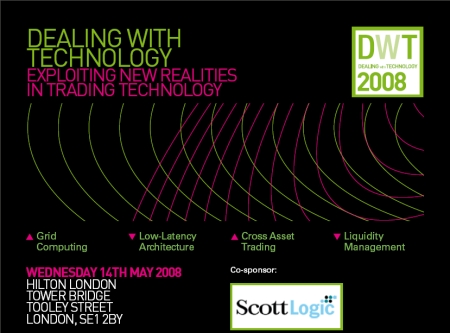 DEALING WITH
TECHNOLOGY
EXPLOITING NEW REALITIES
IN TRADING TECHNOLOGY
DWT
DEALING WITH TECHNOLOGY
2008
Grid
Computing
Low-Latency
Architecture
Cross Asset
Trading
Liquidity
Management
WEDNESDAY 14TH MAY 2008
HILTON LONDON
TOWER BRIDGE
TOOLEY STREET
LONDON, SE1 2BY
Co-sponsor:
ScottLogic